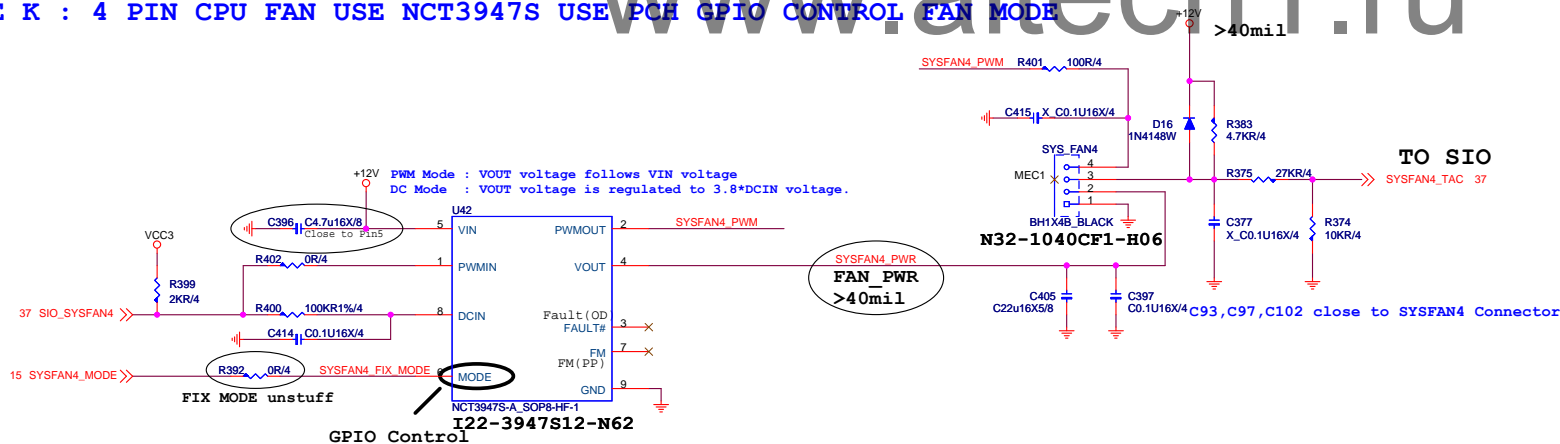 E K : 4 PIN CPU FAN USE NCT3947S USE PCH GPIO CONTROL FAN MODE
+12V
>40mil
SYSFAN4_PWM
R401
100R/4
C415
X_C0.1U16X/4
D16
1N4148W
R383
4.7KR/4
SYS_FAN4
MEC1
4
3
2
1
BH1X4B_BLACK
N32-1040CF1-H06
TO SIO
R375
27KR/4
SYSFAN4_TAC 37
C377
X_C0.1U16X/4
R374
10KR/4
+12V
PWM Mode : VOUT voltage follows VIN voltage
DC Mode : VOUT voltage is regulated to 3.8*DCIN voltage.
C396
C4.7u16X/8
Close to Pin5
U42
5
VIN
PWMOUT
2
SYSFAN4_PWM
VCC3
R399
2KR/4
R402
0R/4
1
PWMIN
VOUT
4
SYSFAN4_PWR
FAN_PWR
>40mil
37 SIO_SYSFAN4
R400
100KR1%/4
8
DCIN
C414
C0.1U16X/4
Fault(OD)
FAULT#
3
FM
7
FM(PP)
C405
C22u16X5/8
C397
C0.1U16X/4
C93,C97,C102 close to SYSFAN4 Connector
15 SYSFAN4_MODE
R392
0R/4
SYSFAN4_FIX_MODE
MODE
GND
9
FIX MODE unstuff
NCT3947S-A_SOP8-HF-1
I22-3947S12-N62
GPIO Control